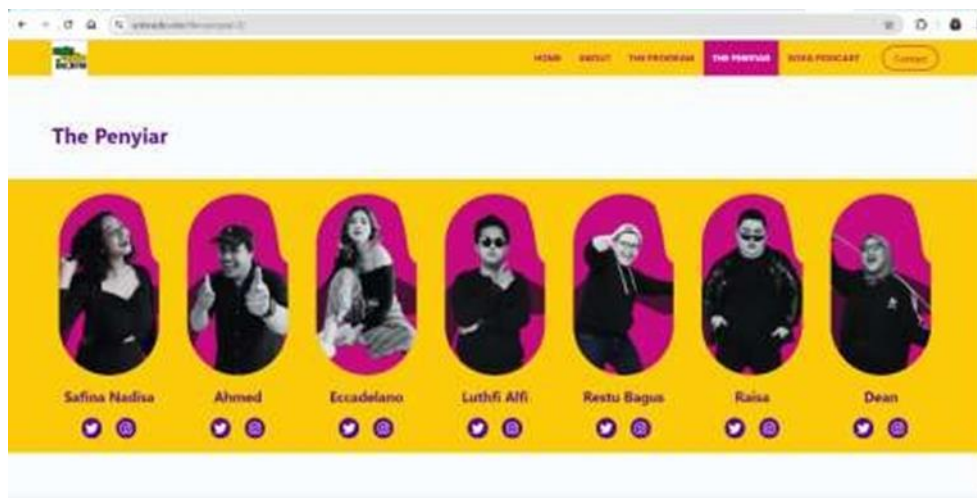 HOME ABOUT THE PROGRAM THE PENYIAR Contact
The Penyiar
Safina Nadisa Ahmed Eccadelano Luthfi Alfi Restu Bagus Raisa Dean